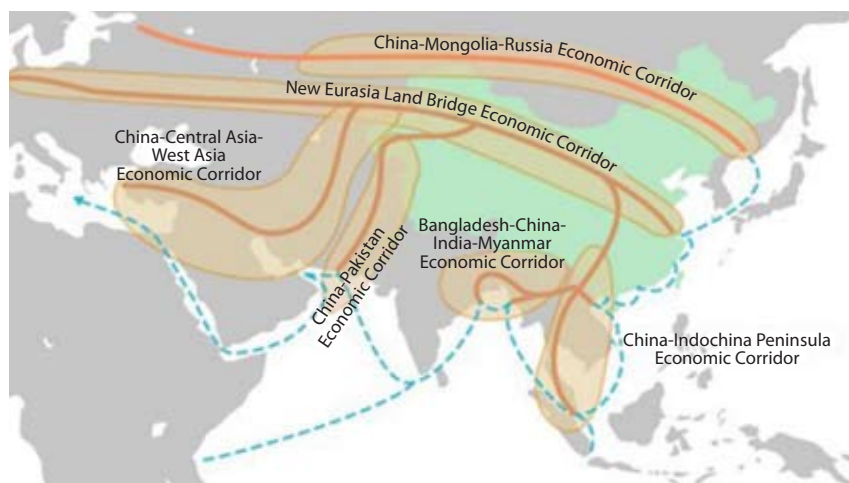 China-Mongolia-Russia Economic Corridor
New Eurasia Land Bridge Economic Corridor
China-Central Asia-
West Asia
Economic Corridor
China-Pakistan
Economic Corridor
Bangladesh-China-
India-Myanmar
Economic Corridor
China-Indochina Peninsula
Economic Corridor